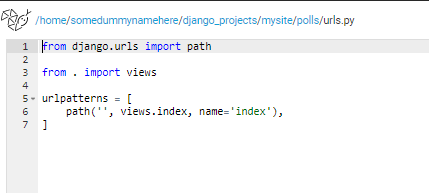 /home/somedummynamehere/django_projects/mysite/polls/urls.py
1 from django.urls import path
2
3 from . import views
4
5 urlpatterns = [
6     path('', views.index, name='index'),
7 ]